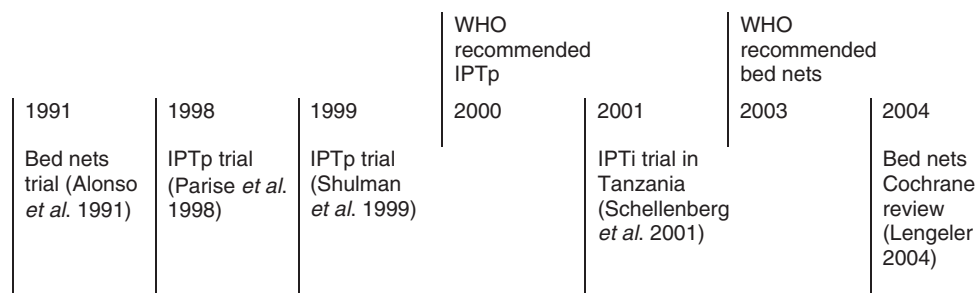 WHO
recommended
IPTp
WHO
recommended
bed nets
1991
1998
1999
2000
2001
2003
2004
Bed nets
trial (Alonso
et al. 1991)
IPTp trial
(Parise et al.
1998)
IPTp trial
(Shulman
et al. 1999)
IPTi trial in
Tanzania
(Schellenberg
et al. 2001)
Bed nets
Cochrane
review
(Lengeler
2004)